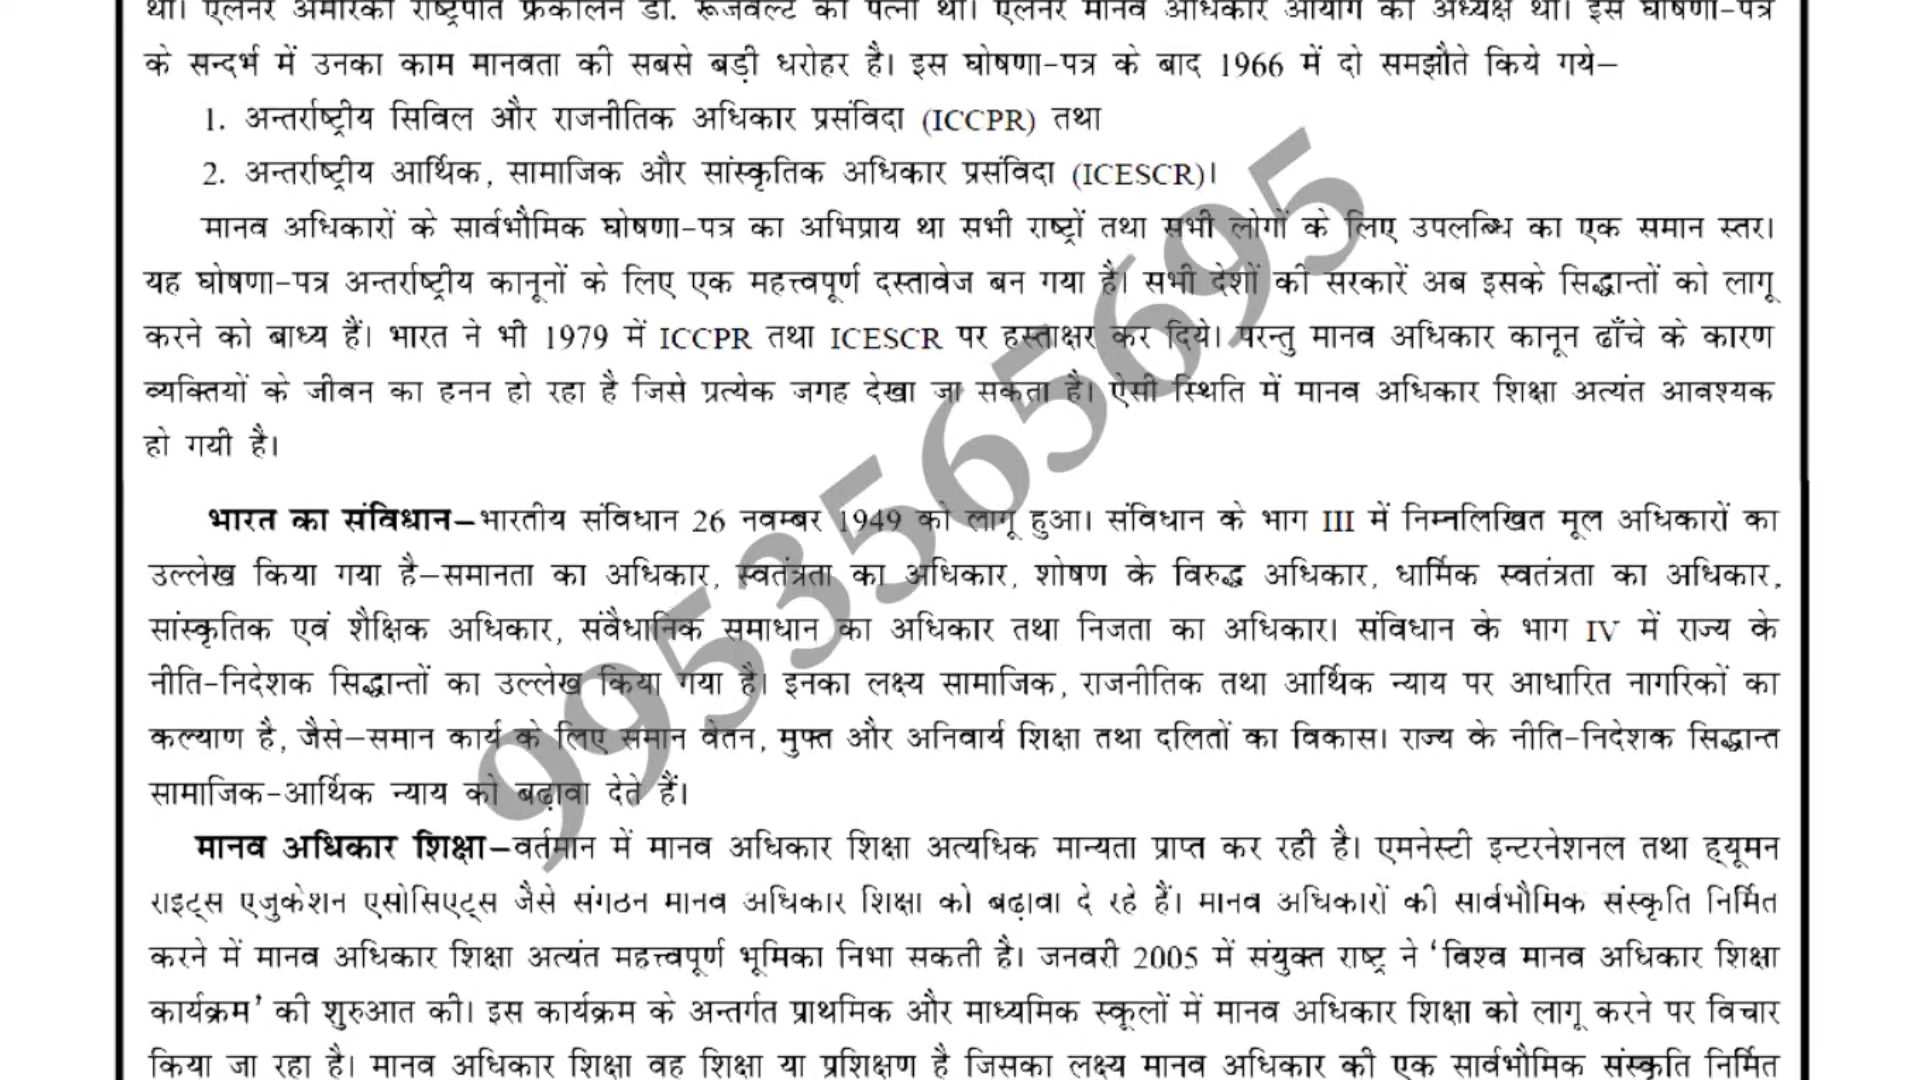 थी। एलेनर अमेरिकी राष्ट्रपति फ्रेंकलिन डी. रूजवेल्ट की पत्नी थी। एलेनर मानव अधिकार आयोग की अध्यक्ष थी। इस घोषणा-पत्र
के सन्दर्भ में उनका काम मानवता की सबसे बड़ी धरोहर है। इस घोषणा-पत्र के बाद 1966 में दो समझौते किये गये–
1. अन्तर्राष्ट्रीय सिविल और राजनीतिक अधिकार प्रसंविदा (ICCPR) तथा
2. अन्तर्राष्ट्रीय आर्थिक, सामाजिक और सांस्कृतिक अधिकार प्रसंविदा (ICESCR)।
मानव अधिकारों के सार्वभौमिक घोषणा-पत्र का अभिप्राय था सभी राष्ट्रों तथा सभी लोगों के लिए उपलब्धि का एक समान स्तर।
यह घोषणा-पत्र अन्तर्राष्ट्रीय कानूनों के लिए एक महत्त्वपूर्ण दस्तावेज बन गया है। सभी देशों की सरकारें अब इसके सिद्धान्तों को लागू
करने को बाध्य हैं। भारत ने भी 1979 में ICCPR तथा ICESCR पर हस्ताक्षर कर दिये। परन्तु मानव अधिकार कानून ढाँचे के कारण
व्यक्तियों के जीवन का हनन हो रहा है जिसे प्रत्येक जगह देखा जा सकता है। ऐसी स्थिति में मानव अधिकार शिक्षा अत्यंत आवश्यक
हो गयी है।
भारत का संविधान–भारतीय संविधान 26 नवम्बर 1949 को लागू हुआ। संविधान के भाग III में निम्नलिखित मूल अधिकारों का
उल्लेख किया गया है–समानता का अधिकार, स्वतंत्रता का अधिकार, शोषण के विरुद्ध अधिकार, धार्मिक स्वतंत्रता का अधिकार,
सांस्कृतिक एवं शैक्षिक अधिकार, संवैधानिक समाधान का अधिकार तथा निजता का अधिकार। संविधान के भाग IV में राज्य के
नीति-निदेशक सिद्धान्तों का उल्लेख किया गया है। इनका लक्ष्य सामाजिक, राजनीतिक तथा आर्थिक न्याय पर आधारित नागरिकों का
कल्याण है, जैसे–समान कार्य के लिए समान वेतन, मुफ्त और अनिवार्य शिक्षा तथा दलितों का विकास। राज्य के नीति-निदेशक सिद्धान्त
सामाजिक-आर्थिक न्याय को बढ़ावा देते हैं।
मानव अधिकार शिक्षा–वर्तमान में मानव अधिकार शिक्षा अत्यधिक मान्यता प्राप्त कर रही है। एमनेस्टी इन्टरनेशनल तथा ह्यूमन
राइट्स एजुकेशन एसोसिएट्स जैसे संगठन मानव अधिकार शिक्षा को बढ़ावा दे रहे हैं। मानव अधिकारों की सार्वभौमिक संस्कृति निर्मित
करने में मानव अधिकार शिक्षा अत्यंत महत्त्वपूर्ण भूमिका निभा सकती है। जनवरी 2005 में संयुक्त राष्ट्र ने ‘विश्व मानव अधिकार शिक्षा
कार्यक्रम’ की शुरुआत की। इस कार्यक्रम के अन्तर्गत प्राथमिक और माध्यमिक स्कूलों में मानव अधिकार शिक्षा को लागू करने पर विचार
किया जा रहा है। मानव अधिकार शिक्षा वह शिक्षा या प्रशिक्षण है जिसका लक्ष्य मानव अधिकार की एक सार्वभौमिक संस्कृति निर्मित
9953565695